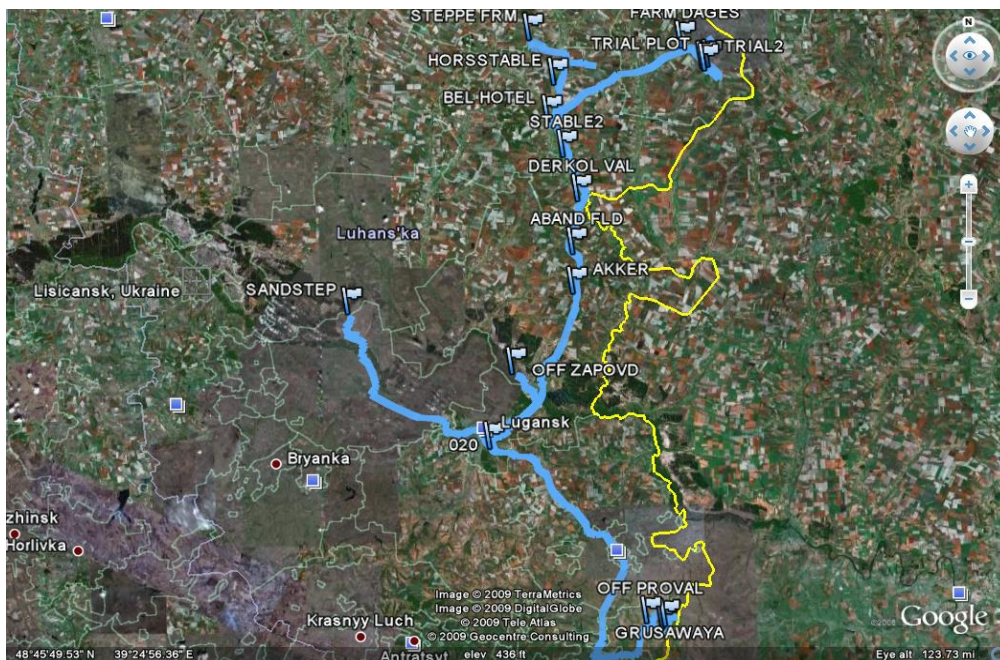 STEPPE FRM
FARM DAGES
N
TRIAL PLOT
TRIAL2
HORSSTABLE
BEL HOTEL
STABLE2
DERKOL VAL
ABAND FLD
Luhans'ka
AKKER
Lisicansk, Ukraine
SANDSTEP
OFF ZAPOVD
Lugansk
020
Bryanka
zhinsk
Horlivka
OFF PROVAL
Image © 2009 TerraMetrics
Image © 2009 DigitalGlobe
© 2009 Tele Atlas
© 2009 Geocentre Consulting
GRUSAWAYA
Krasnyy Luch
Antratsyt
©2008 Google
48°45'49.53" N 39°24'56.36" E elev 436 ft Eye alt 123.73 mi